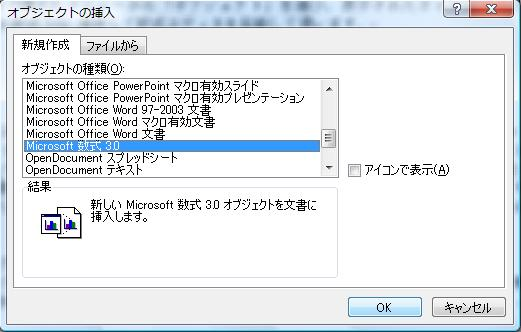 オブジェクトの挿入
新規作成
ファイルから
オブジェクトの種類(O):
Microsoft Office PowerPoint マクロ有効スライド
Microsoft Office PowerPoint マクロ有効プレゼンテーション
Microsoft Office Word 97-2003 文書
Microsoft Office Word マクロ有効文書
Microsoft Office Word 文書
Microsoft 数式 3.0
OpenDocument スプレッドシート
OpenDocument テキスト
アイコンで表示(A)
結果
新しい Microsoft 数式 3.0 オブジェクトを文書に
挿入します。
OK
キャンセル